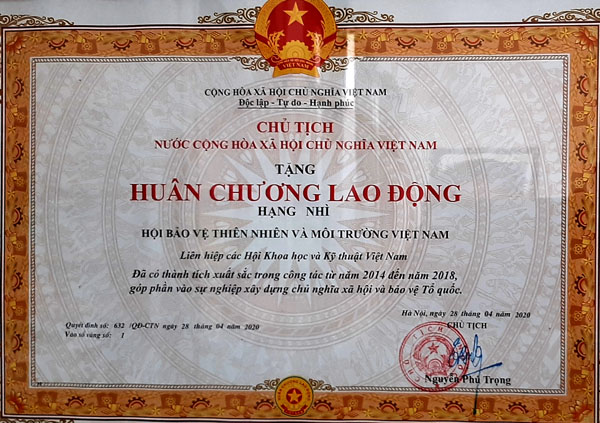 VIỆT NAM
CỘNG HÒA XÃ HỘI CHỦ NGHĨA VIỆT NAM
Độc lập - Tự do - Hạnh phúc
CHỦ TỊCH
NƯỚC CỘNG HÒA XÃ HỘI CHỦ NGHĨA VIỆT NAM
TẶNG
HUÂN CHƯƠNG LAO ĐỘNG
HẠNG NHÌ
HỘI BẢO VỆ THIÊN NHIÊN VÀ MÔI TRƯỜNG VIỆT NAM
Liên hiệp các Hội Khoa học và Kỹ thuật Việt Nam
Đã có thành tích xuất sắc trong công tác từ năm 2014 đến năm 2018,
góp phần vào sự nghiệp xây dựng chủ nghĩa xã hội và bảo vệ Tổ quốc.
Hà Nội, ngày 28 tháng 04 năm 2020
CHỦ TỊCH
Quyết định số: 632 /QĐ-CTN ngày 28 tháng 04 năm 2020
Vào sổ vàng số: 1
CHỦ TỊCH
Nguyễn Phú Trọng